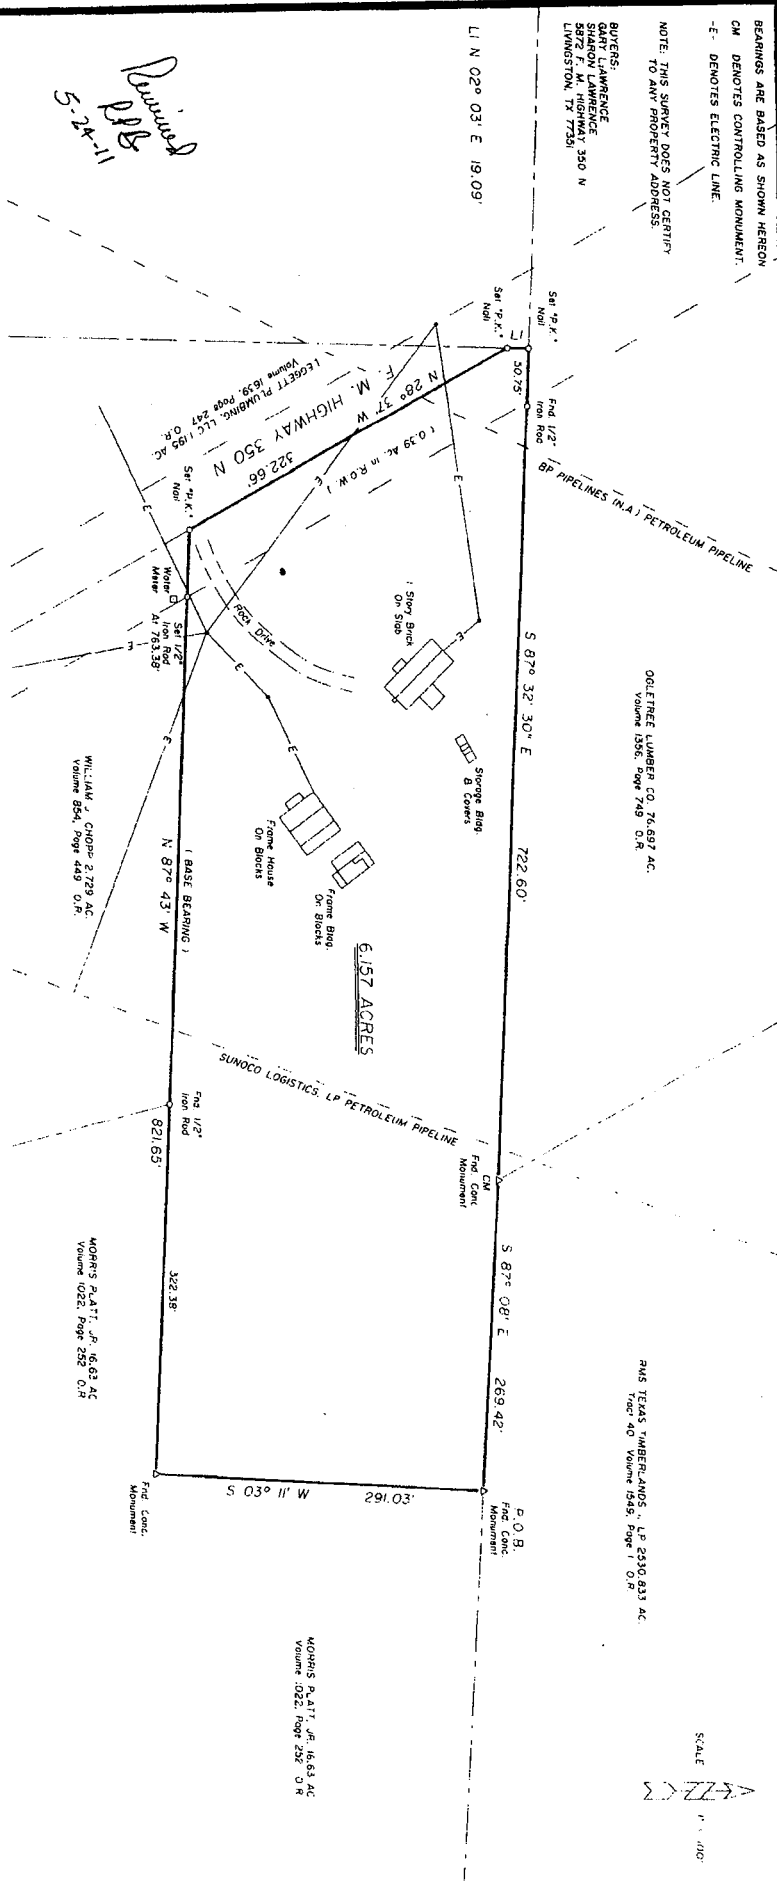 BEARINGS ARE BASED AS SHOWN HEREON
CM DENOTES CONTROLLING MONUMENT.
-E- DENOTES ELECTRIC LINE.
NOTE: THIS SURVEY DOES NOT CERTIFY
TO ANY PROPERTY ADDRESS.
BUYERS:
GARY LAWRENCE
SHARON LAWRENCE
5872 F. M. HIGHWAY 350 N
LIVINGSTON, TX 77351
L1 N 02° 03' E 19.09'
RPB
5-24-11
Set "P.K."
Nail
Fnd. 1/2"
Iron Rod
50.75'
L1
Set "P.K."
Nail
BP PIPELINES (N.A.) PETROLEUM PIPELINE
OGLETREE LUMBER CO. 76.697 AC.
Volume 1356, Page 749 O.R.
S 87° 32' 30" E 722.60'
RMS TEXAS TIMBERLANDS , LP 2530.833 AC.
Tract 40 Volume 1549, Page 1 O.R.
SCALE 1" = 100'
CM
Fnd. Conc.
Monument
S 87° 08' E 269.42'
P.O.B.
Fnd. Conc.
Monument
N 28° 37' W 322.66'
( 0.39 AC. in R.O.W. )
F. M. HIGHWAY 350 N
LEGGETT PLUMBING, LLC 1.195 AC.
Volume 1639, Page 247 O.R.
Set "P.K."
Nail
Rock Drive
1 Story Brick
On Slab
Storage Bldg.
& Covers
Frame House
On Blocks
Frame Bldg.
On Blocks
6.157 ACRES
SUNOCO LOGISTICS, LP PETROLEUM PIPELINE
S 03° 11' W 291.03'
MORRIS PLATT, JR. 16.63 AC
Volume 1022, Page 252 O.R
Water
Meter
Set 1/2"
Iron Rod
At 763.38'
E
E
E
E
E
E
E
E
( BASE BEARING )
N 87° 43' W 821.65'
Fnd. 1/2"
Iron Rod
322.38'
Fnd. Conc.
Monument
WILLIAM J. CHOPP 2.729 AC.
Volume 854, Page 449 O.R.
MORRIS PLATT, JR. 16.63 AC
Volume 1022, Page 252 O.R